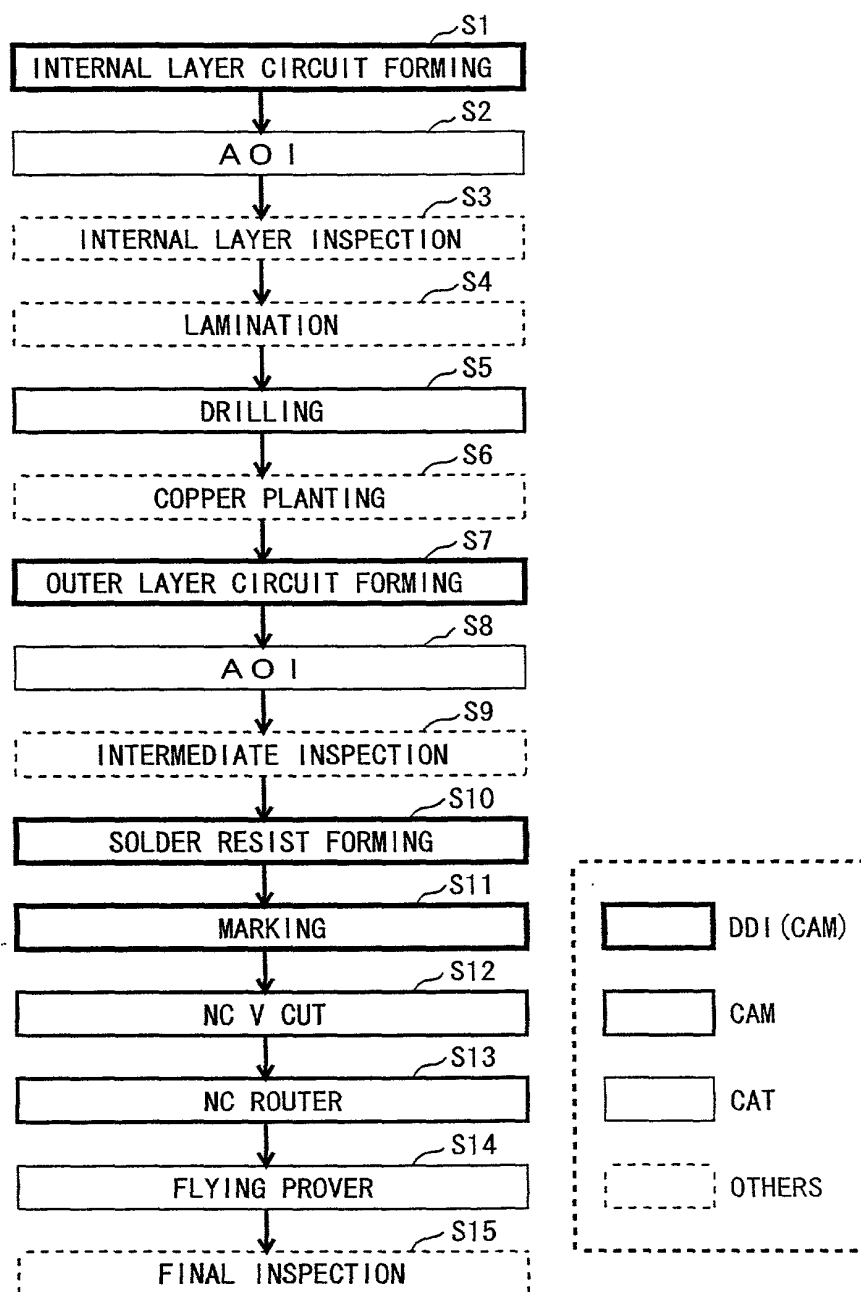 S1
INTERNAL LAYER CIRCUIT FORMING
S2
AOI
S3
INTERNAL LAYER INSPECTION
S4
LAMINATION
S5
DRILLING
S6
COPPER PLANTING
S7
OUTER LAYER CIRCUIT FORMING
S8
AOI
S9
INTERMEDIATE INSPECTION
S10
SOLDER RESIST FORMING
S11
MARKING
S12
NC V CUT
S13
NC ROUTER
S14
FLYING PROVER
S15
FINAL INSPECTION
DDI (CAM)
CAM
CAT
OTHERS